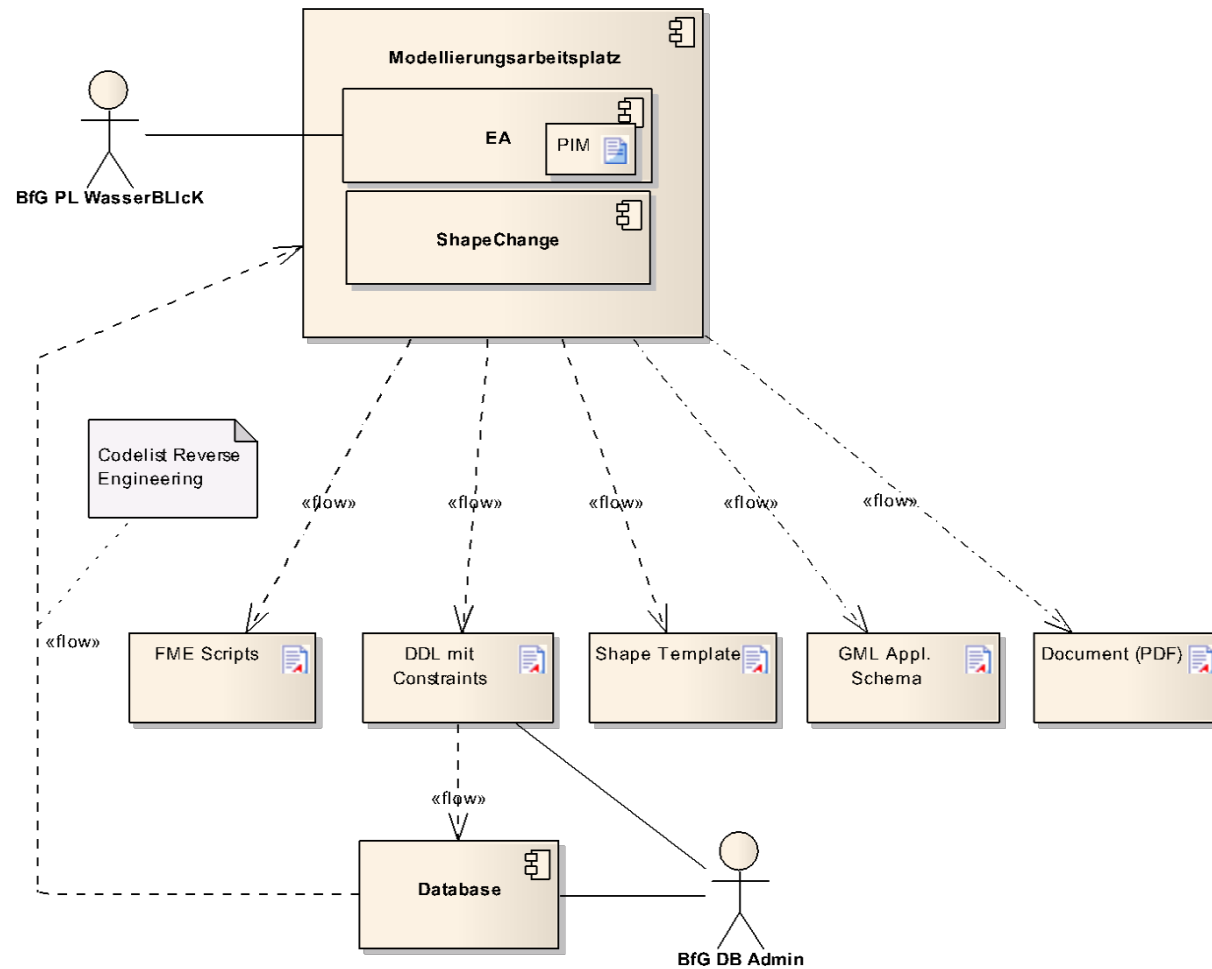 Modellierungsarbeitsplatz
EA
PIM
BfG PL WasserBLIcK
ShapeChange
Codelist Reverse
Engineering
«flow»
«flow»
«flow»
«flow»
«flow»
«flow»
FME Scripts
DDL mit
Constraints
Shape Template
GML Appl.
Schema
Document (PDF)
«flow»
Database
BfG DB Admin